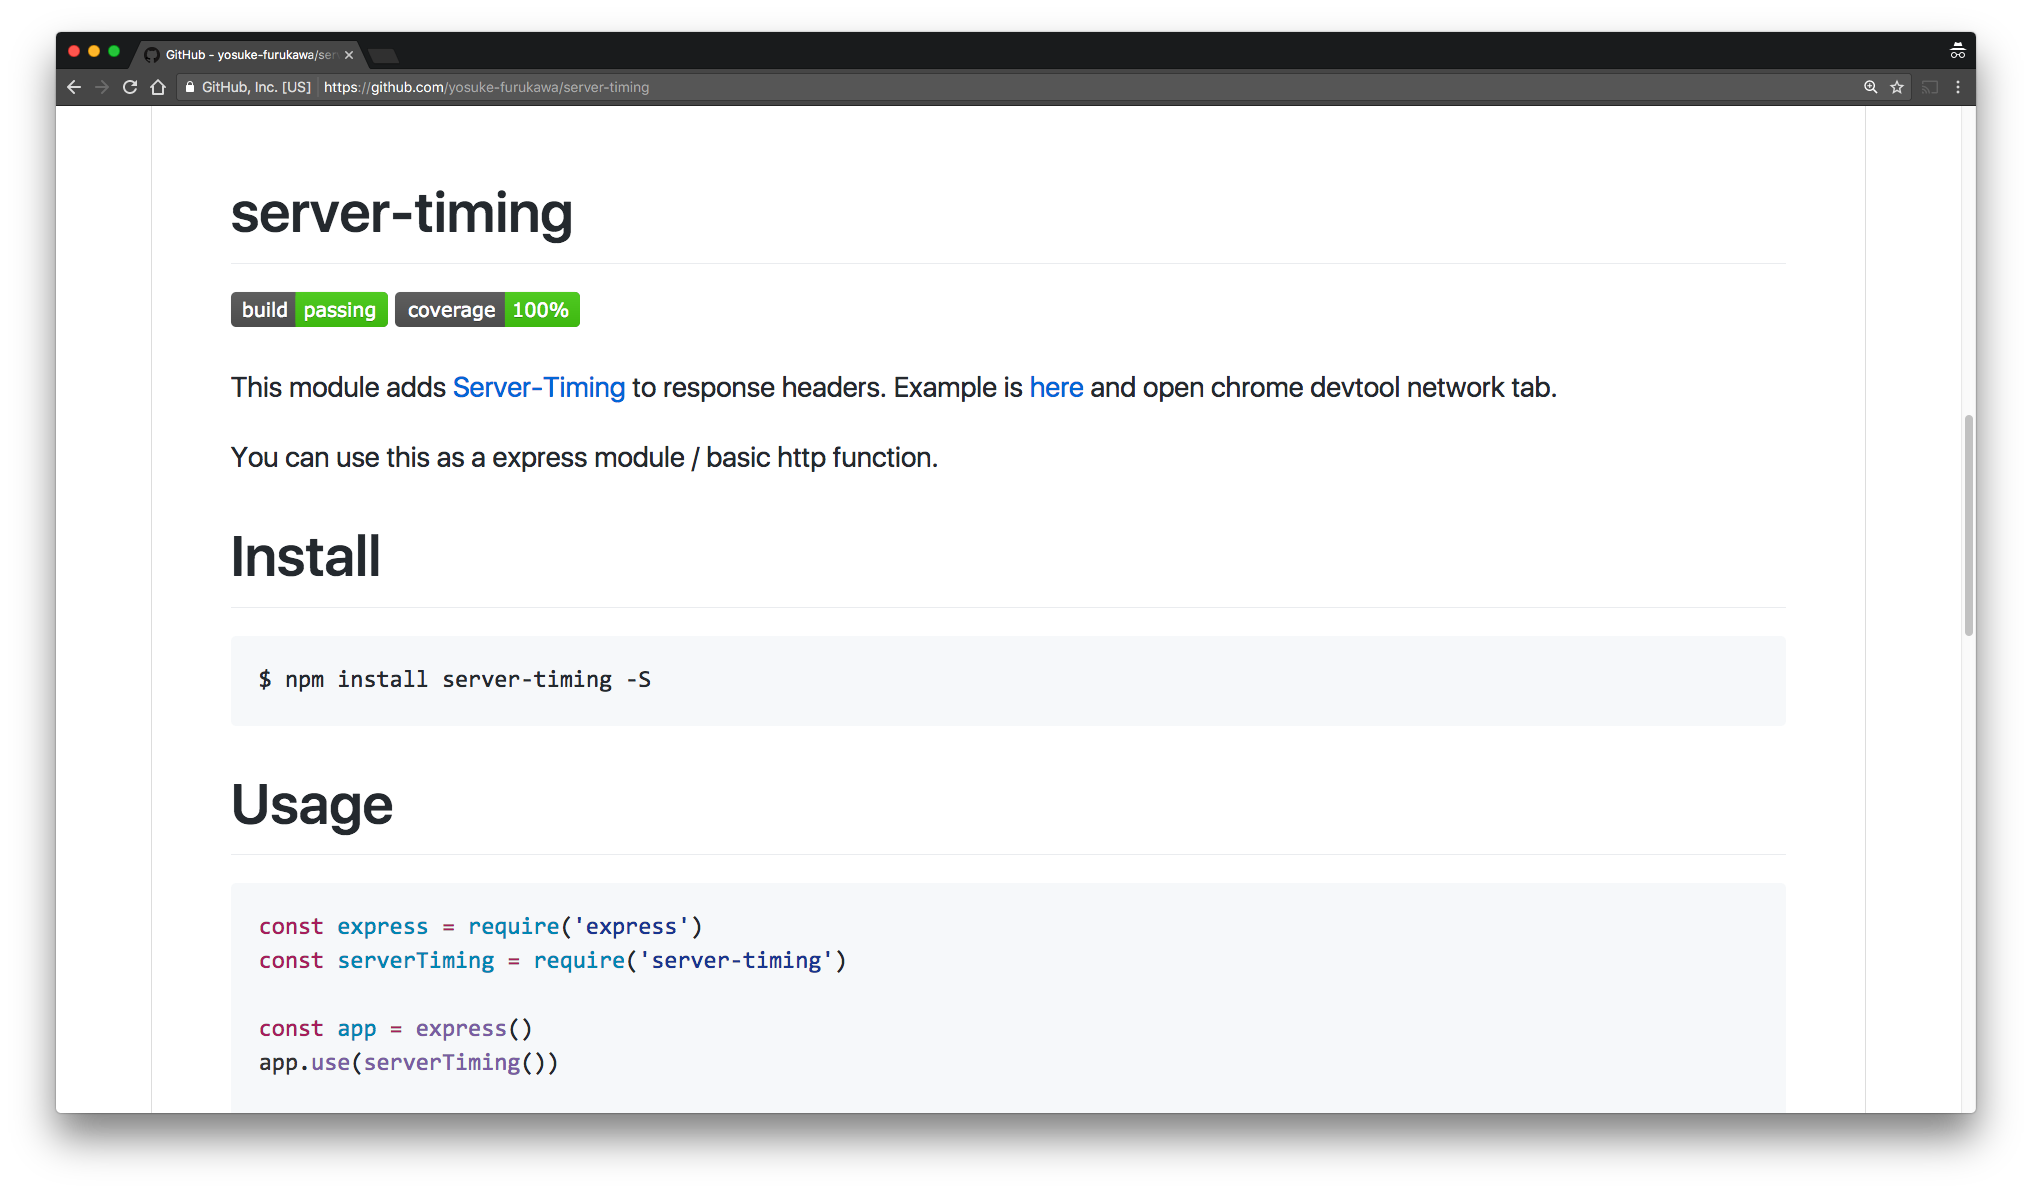 GitHub - yosuke-furukawa/ser
GitHub, Inc. [US] https://github.com/yosuke-furukawa/server-timing
server-timing
build passing coverage 100%
This module adds Server-Timing to response headers. Example is here and open chrome devtool network tab.
You can use this as a express module / basic http function.
Install
$ npm install server-timing -S
Usage
const express = require('express')
const serverTiming = require('server-timing')
const app = express()
app.use(serverTiming())